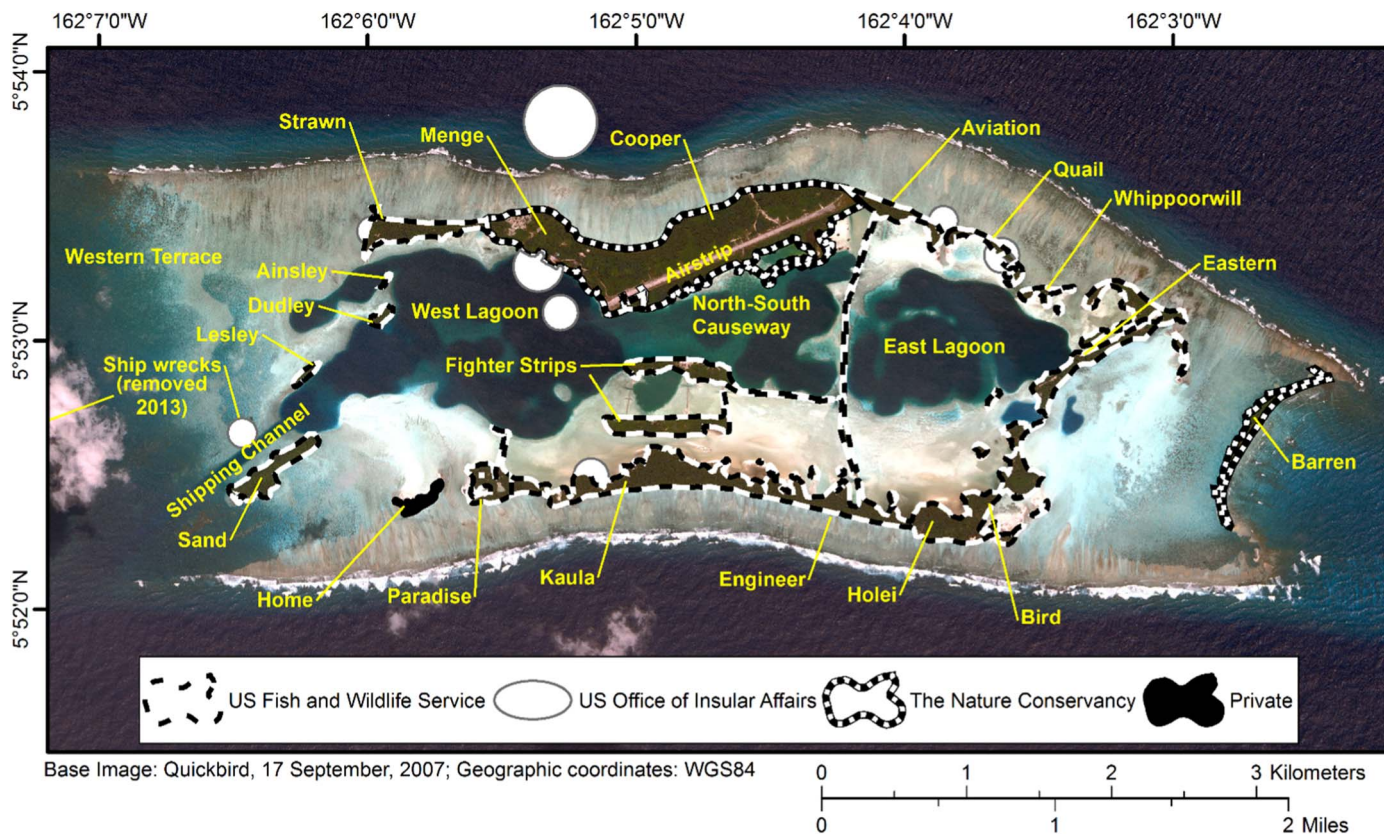 162°7'0"W 162°6'0"W 162°5'0"W 162°4'0"W 162°3'0"W
5°54'0"N
5°53'0"N
5°52'0"N
Strawn
Menge
Cooper
Aviation
Quail
Whippoorwill
Western Terrace
Ainsley
Airstrip
Eastern
Dudley
West Lagoon
North-South
Causeway
Lesley
East Lagoon
Ship wrecks
(removed
2013)
Fighter Strips
Shipping Channel
Barren
Sand
Home
Paradise
Kaula
Engineer
Holei
Bird
US Fish and Wildlife Service US Office of Insular Affairs The Nature Conservancy Private
Base Image: Quickbird, 17 September, 2007; Geographic coordinates: WGS84
0 1 2 3 Kilometers
0 1 2 Miles